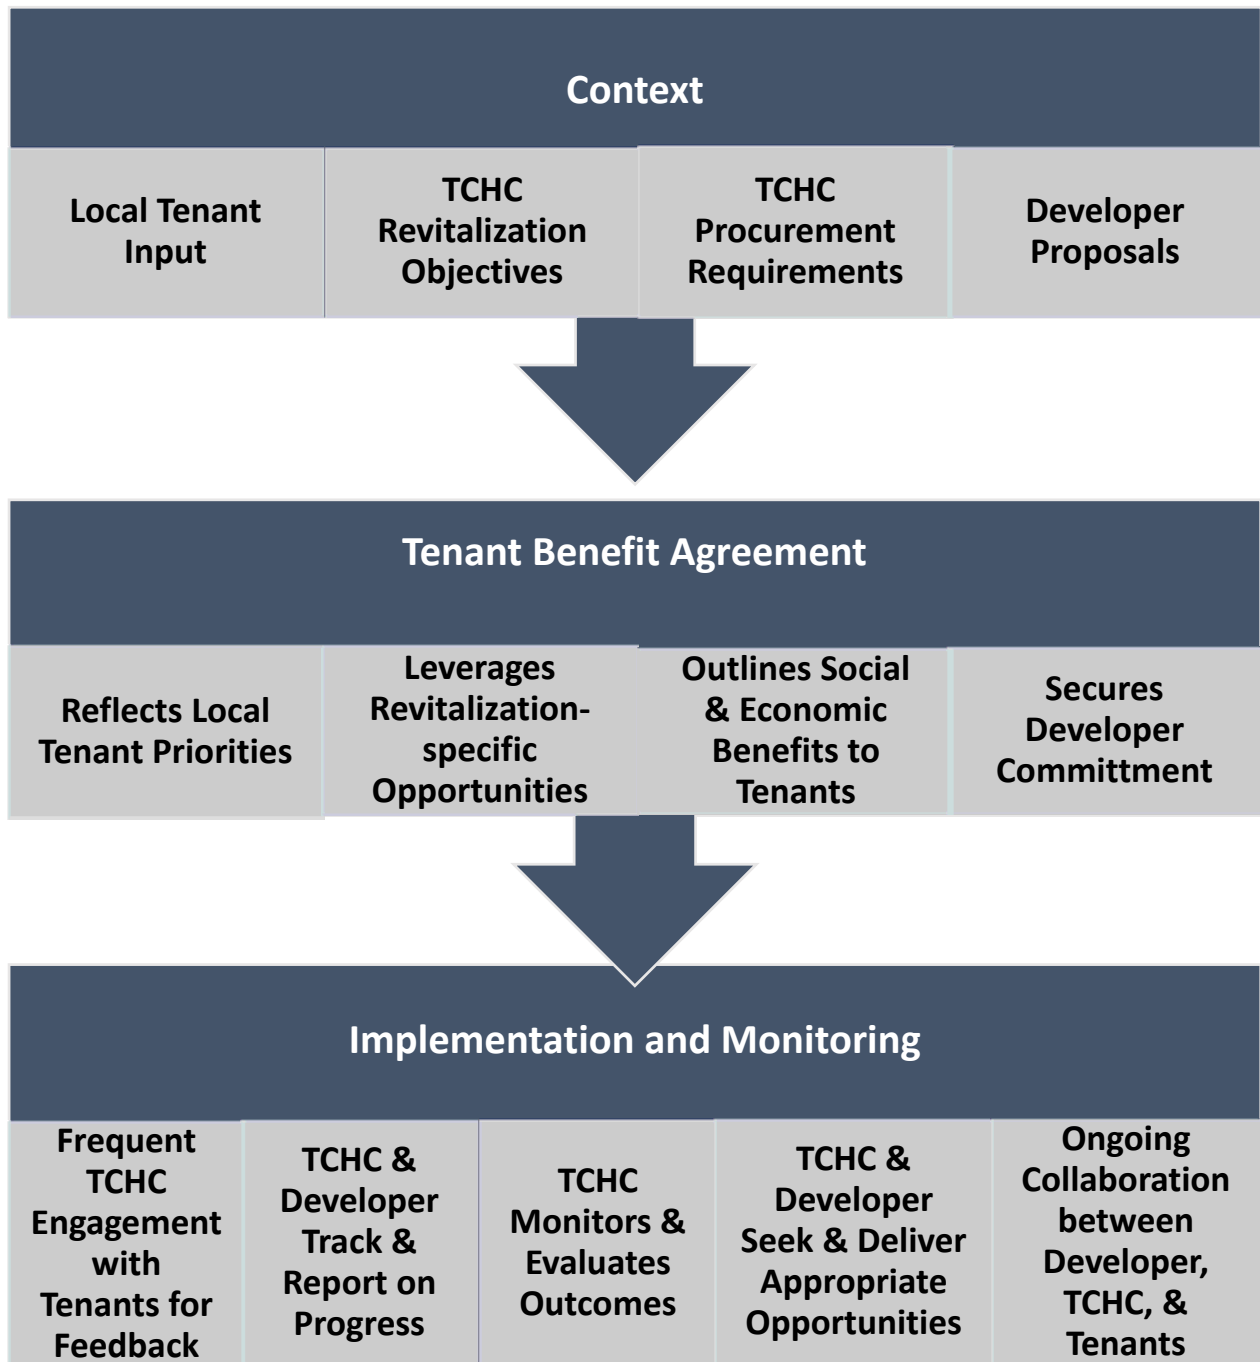 Context
Local Tenant
Input
TCHC
Revitalization
Objectives
TCHC
Procurement
Requirements
Developer
Proposals
Tenant Benefit Agreement
Reflects Local
Tenant Priorities
Leverages
Revitalization-
specific
Opportunities
Outlines Social
& Economic
Benefits to
Tenants
Secures
Developer
Committment
Implementation and Monitoring
Frequent
TCHC
Engagement
with
Tenants for
Feedback
TCHC &
Developer
Track &
Report on
Progress
TCHC
Monitors &
Evaluates
Outcomes
TCHC &
Developer
Seek & Deliver
Appropriate
Opportunities
Ongoing
Collaboration
between
Developer,
TCHC, &
Tenants